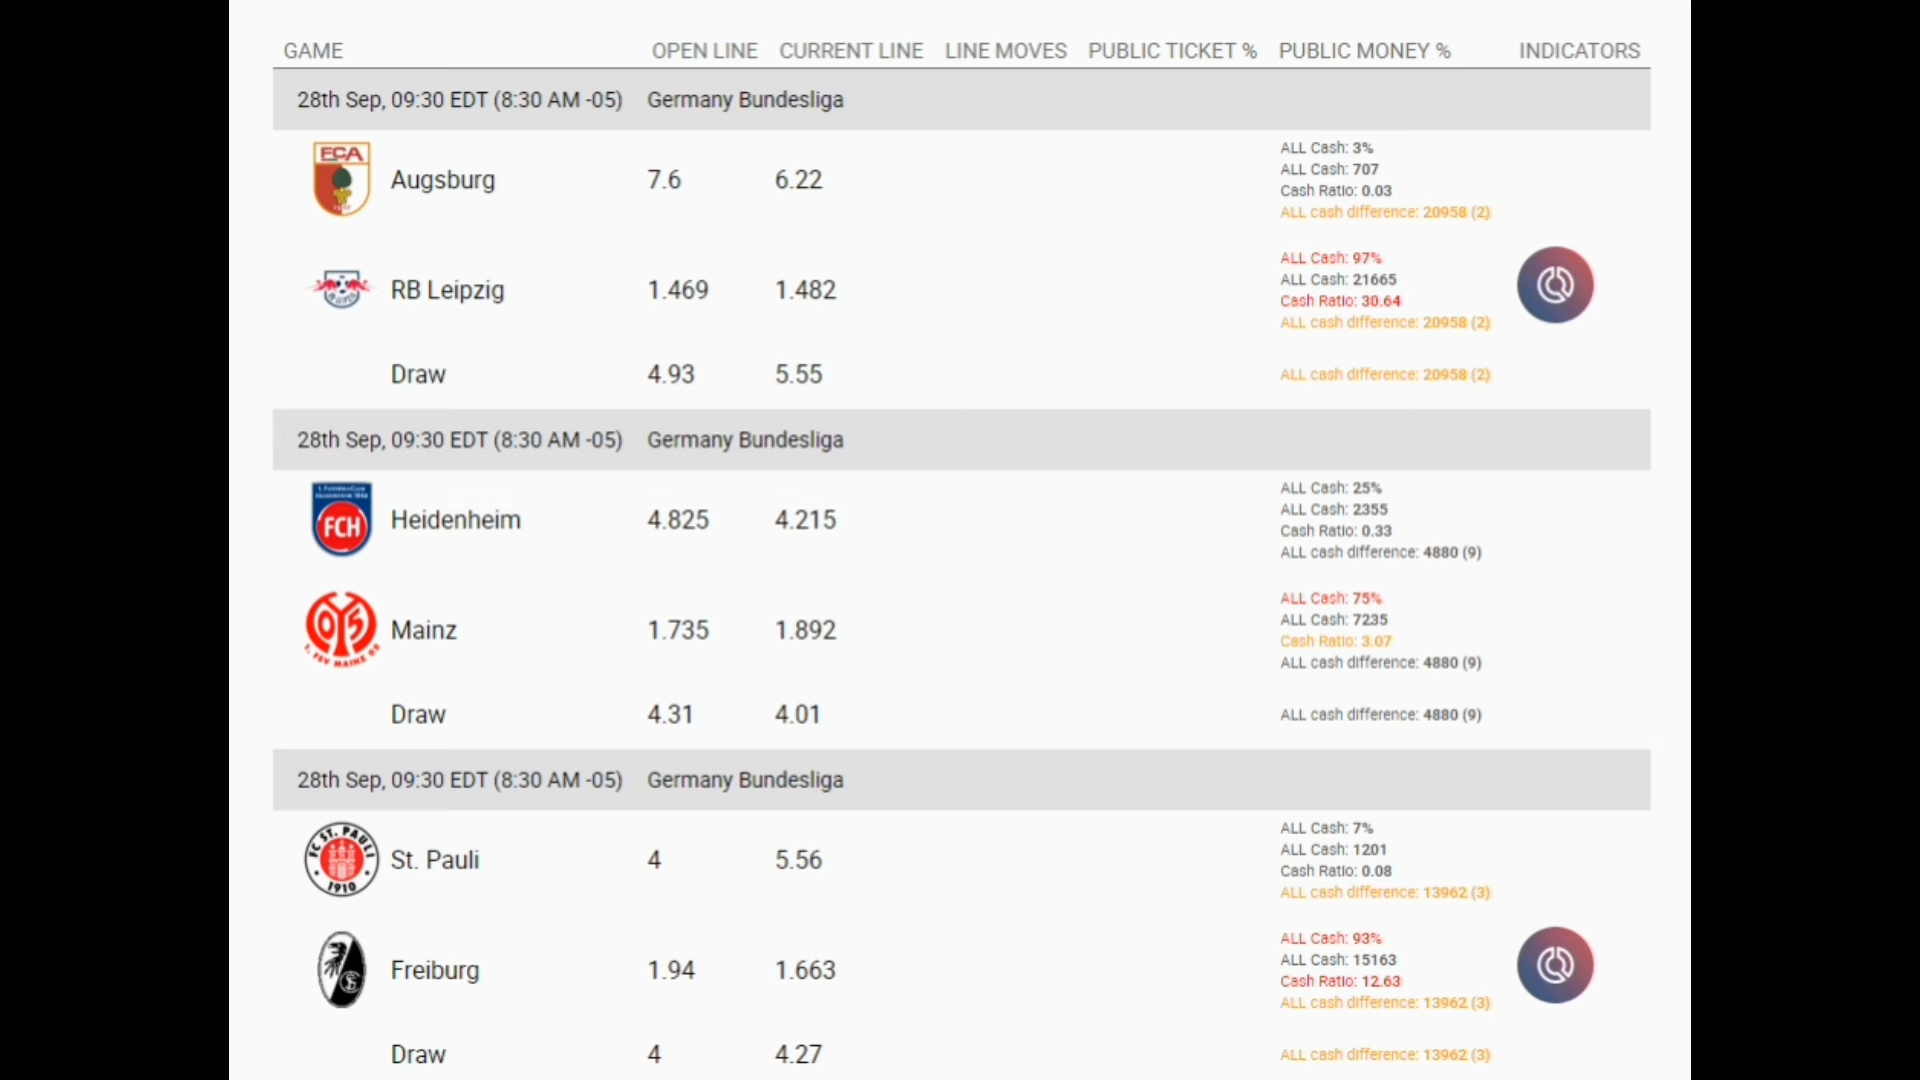 GAME OPEN LINE CURRENT LINE LINE MOVES PUBLIC TICKET % PUBLIC MONEY % INDICATORS
28th Sep, 09:30 EDT (8:30 AM -05) Germany Bundesliga
ALL Cash: 3%
FCA
Augsburg 7.6 6.22
ALL Cash: 707
Cash Ratio: 0.03
ALL cash difference: 20958 (2)
ALL Cash: 97%
RB Leipzig 1.469 1.482
ALL Cash: 21665
Cash Ratio: 30.64
ALL cash difference: 20958 (2)
Draw 4.93 5.55 ALL cash difference: 20958 (2)
28th Sep, 09:30 EDT (8:30 AM -05) Germany Bundesliga
ALL Cash: 25%
FCH
Heidenheim 4.825 4.215
ALL Cash: 2355
Cash Ratio: 0.33
ALL cash difference: 4880 (9)
ALL Cash: 75%
1. FSV MAINZ 05
Mainz 1.735 1.892
ALL Cash: 7235
Cash Ratio: 3.07
ALL cash difference: 4880 (9)
Draw 4.31 4.01 ALL cash difference: 4880 (9)
28th Sep, 09:30 EDT (8:30 AM -05) Germany Bundesliga
ALL Cash: 7%
FC ST. PAULI
1910
St. Pauli 4 5.56
ALL Cash: 1201
Cash Ratio: 0.08
ALL cash difference: 13962 (3)
ALL Cash: 93%
Freiburg 1.94 1.663
ALL Cash: 15163
Cash Ratio: 12.63
ALL cash difference: 13962 (3)
Draw 4 4.27 ALL cash difference: 13962 (3)